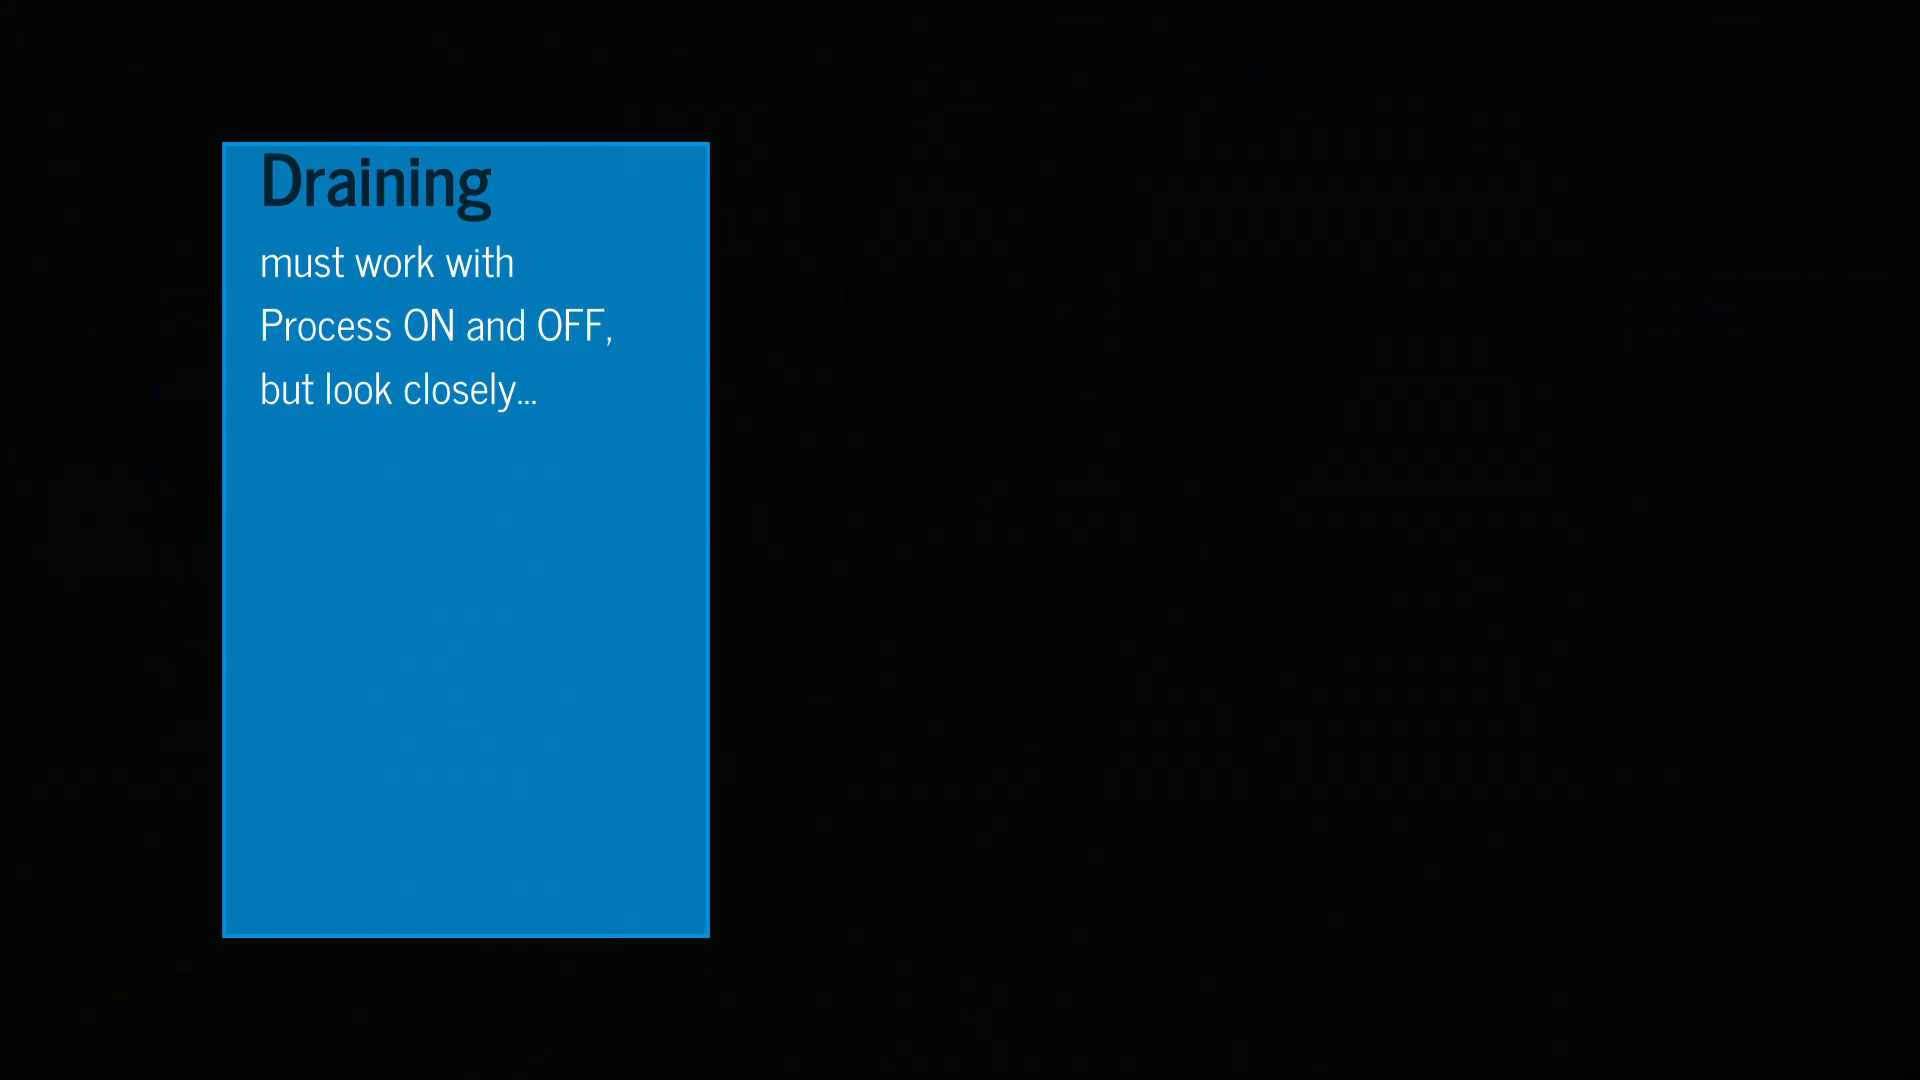 Draining
must work with
Process ON and OFF,
but look closely...